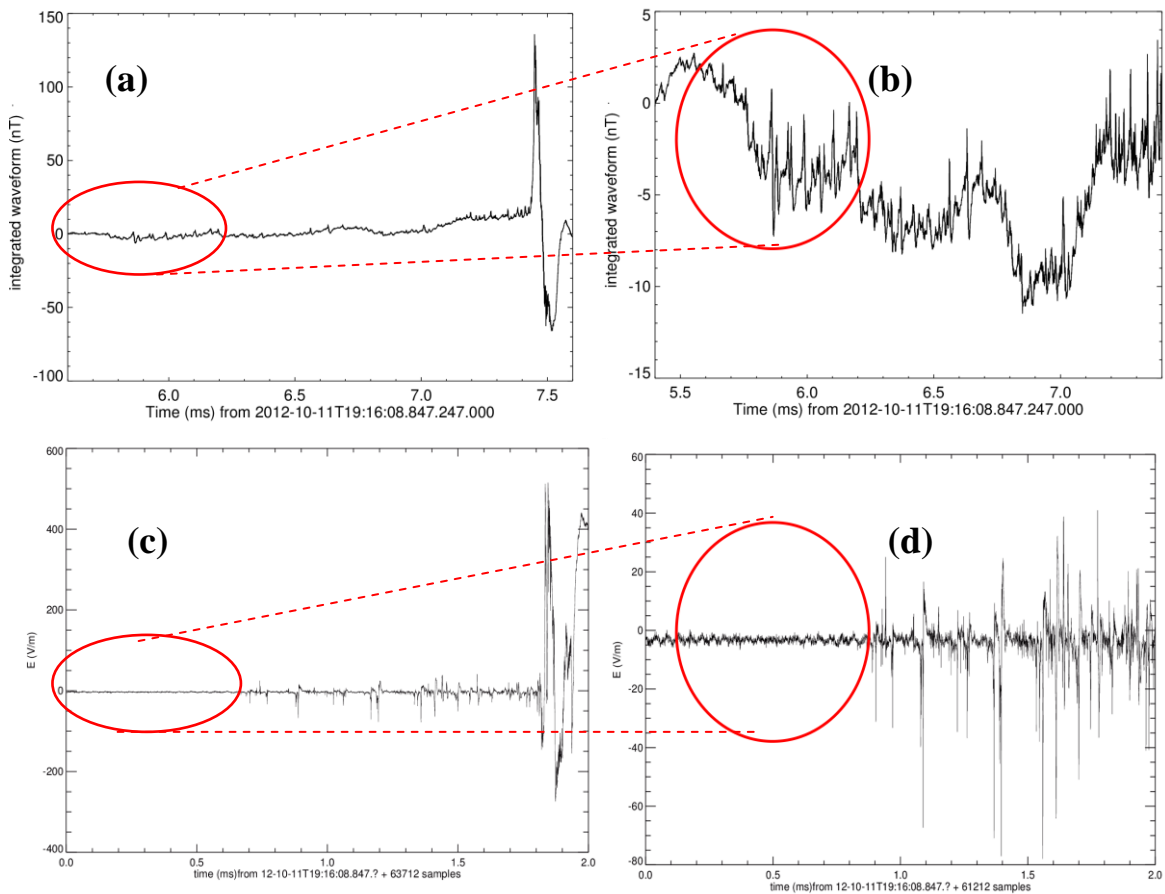 (a)
150
100
50
0
-50
-100
integrated waveform (nT)
6.0 6.5 7.0 7.5
Time (ms) from 2012-10-11T19:16:08.847.247.000
(b)
5
0
-5
-10
-15
integrated waveform (nT)
5.5 6.0 6.5 7.0
Time (ms) from 2012-10-11T19:16:08.847.247.000
(c)
600
400
200
0
-200
-400
E (V/m)
0.0 0.5 1.0 1.5 2.0
time (ms)from 12-10-11T19:16:08.847.? + 63712 samples
(d)
60
40
20
0
-20
-40
-60
-80
E (V/m)
0.0 0.5 1.0 1.5 2.0
time (ms)from 12-10-11T19:16:08.847.? + 61212 samples